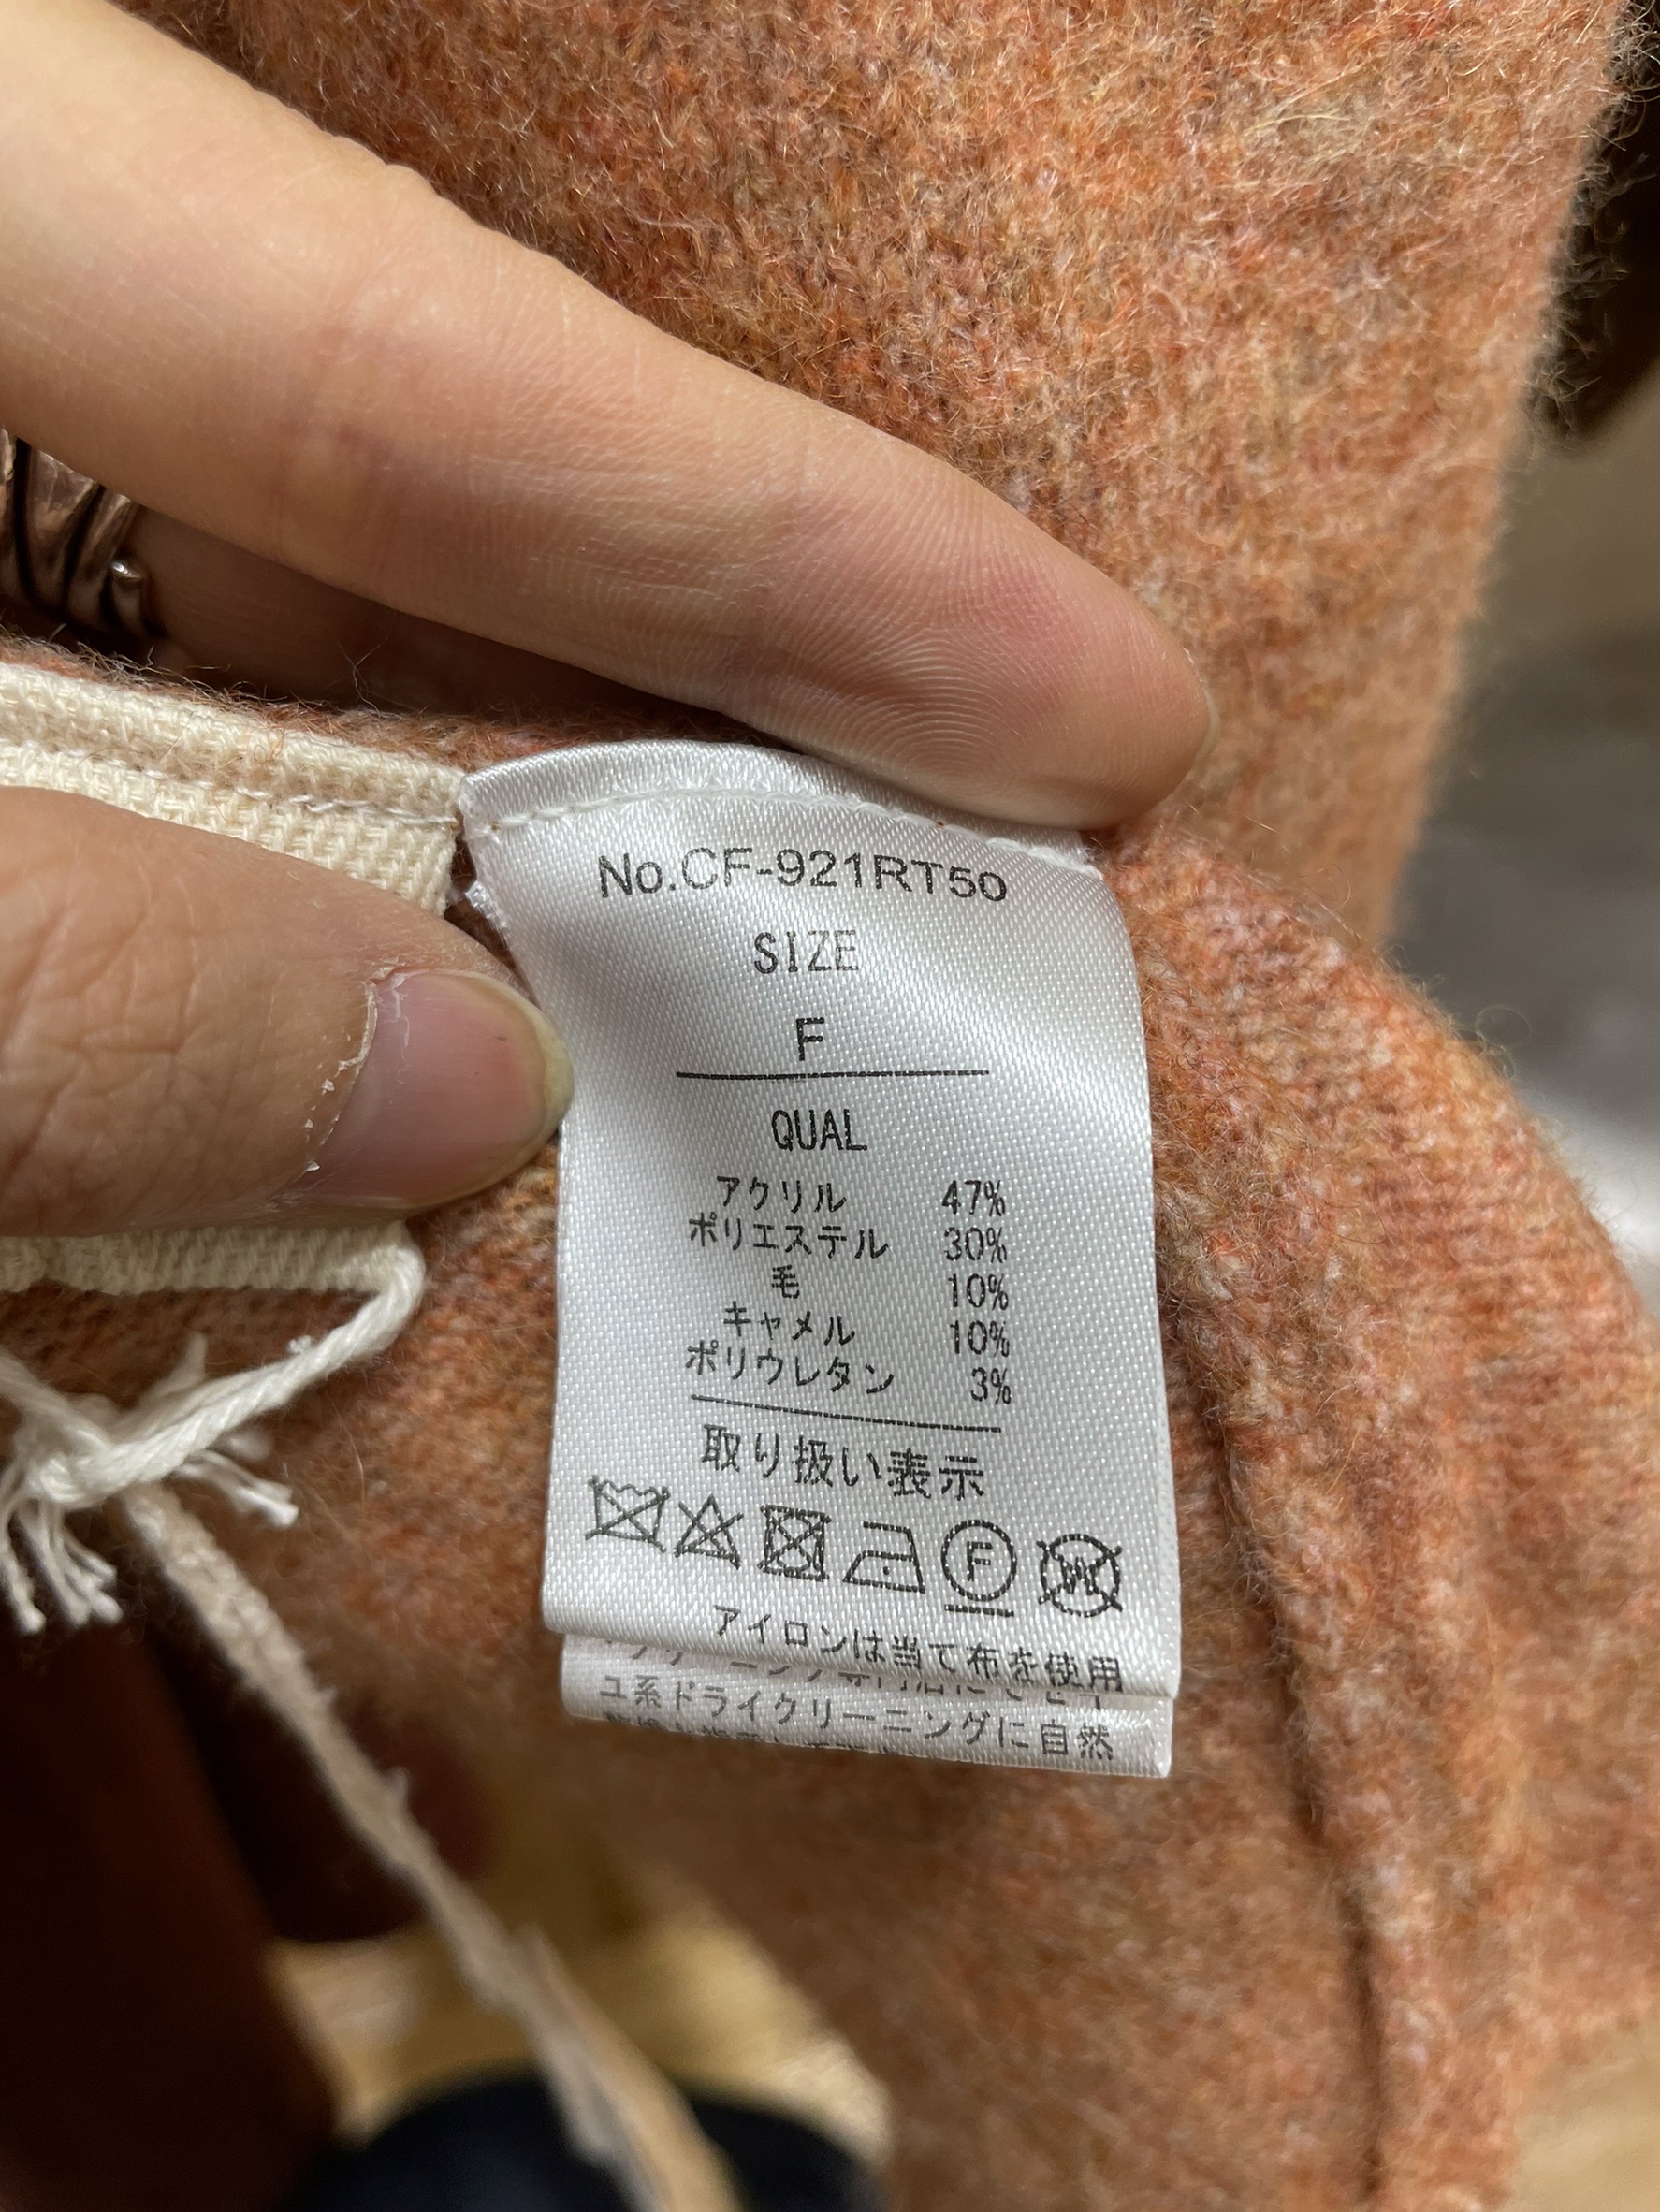 No.CF-921RT50
SIZE
F
QUAL
アクリル 47%
ポリエステル 30%
毛 10%
キャメル 10%
ポリウレタン 3%
取り扱い表示
F
W
アイロンは当て布を使用
ユ系ドライクリーニングに自然